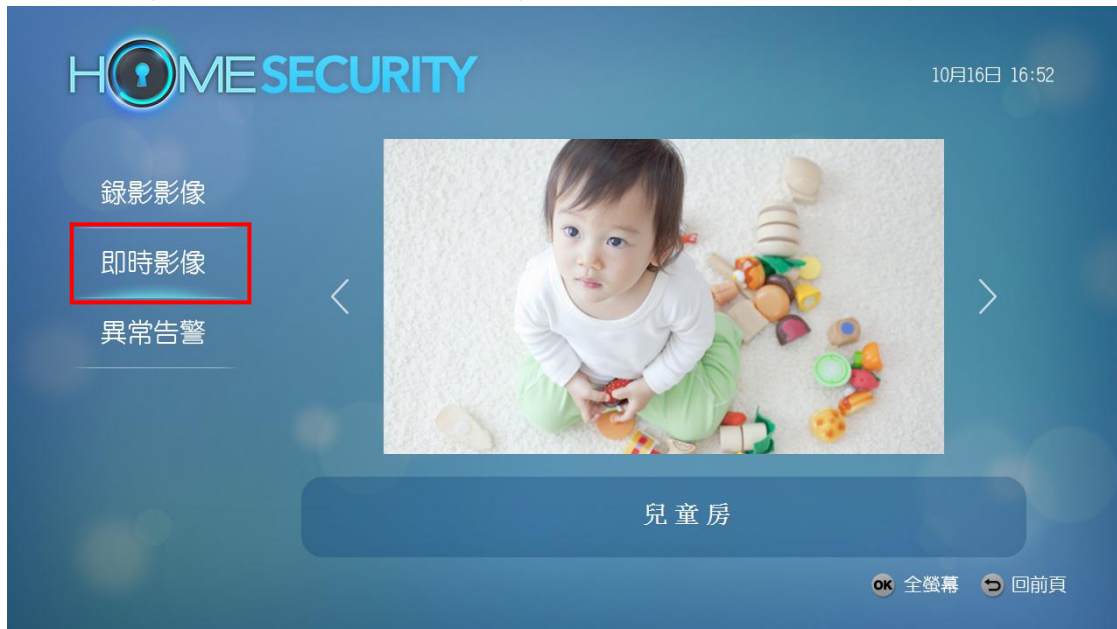 HOME SECURITY
10月16日 16:52
錄影影像
即時影像
異常告警
兒童房
OK 全螢幕 回前頁